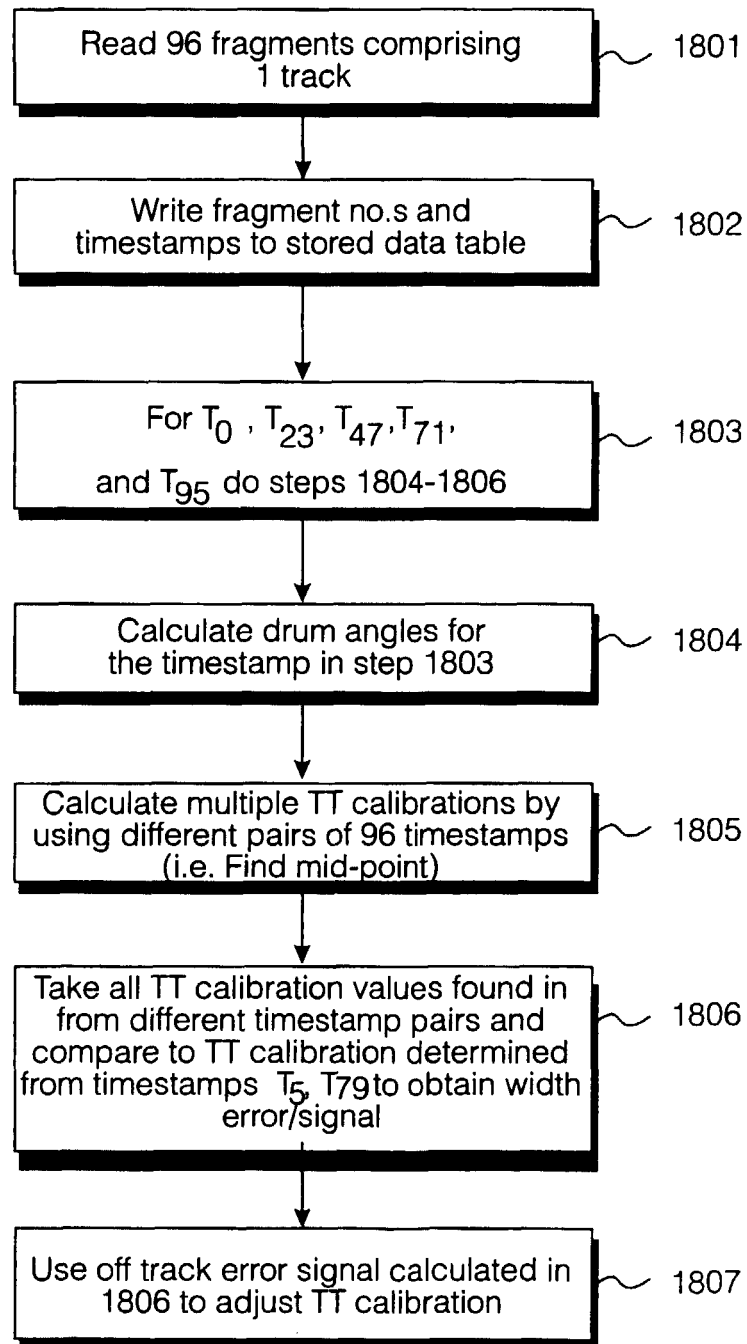 Read 96 fragments comprising
1 track
1801
Write fragment no.s and
timestamps to stored data table
1802
For T0 , T23, T47,T71,
and T95 do steps 1804-1806
1803
Calculate drum angles for
the timestamp in step 1803
1804
Calculate multiple TT calibrations by
using different pairs of 96 timestamps
(i.e. Find mid-point)
1805
Take all TT calibration values found in
from different timestamp pairs and
compare to TT calibration determined
from timestamps T5, T79 to obtain width
error/signal
1806
Use off track error signal calculated in
1806 to adjust TT calibration
1807